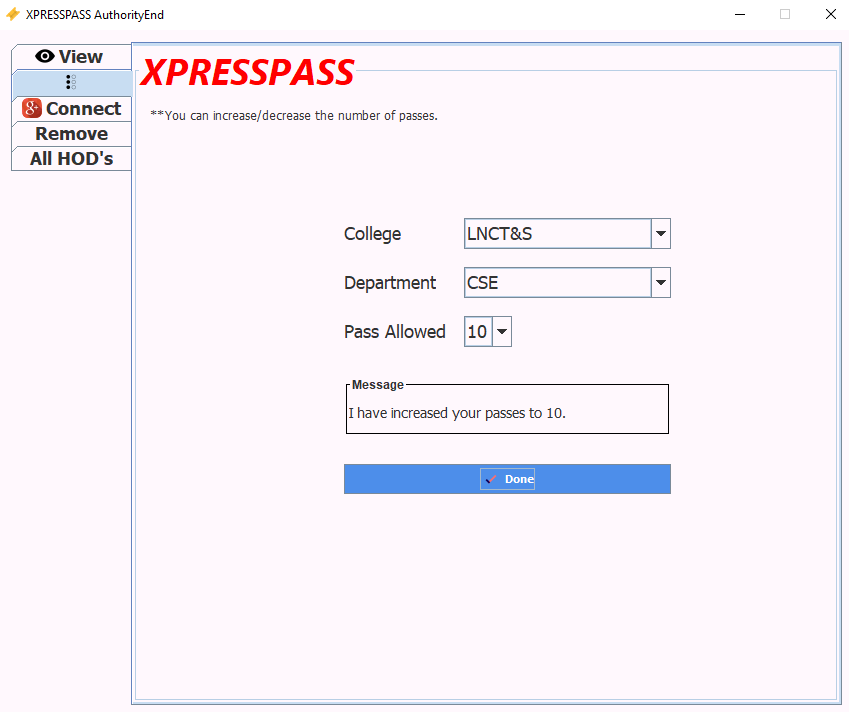 XPRESSPASS AuthorityEnd
View
Connect
Remove
All HOD's
XPRESSPASS
**You can increase/decrease the number of passes.
College LNCT&S
Department CSE
Pass Allowed 10
Message
I have increased your passes to 10.
Done